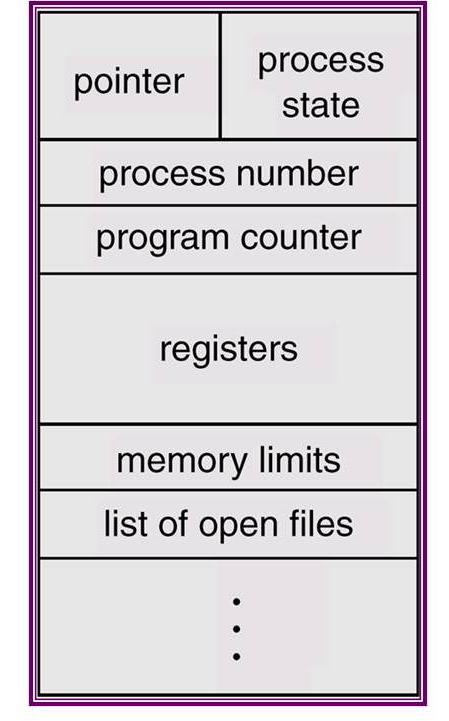 pointer
process
state
process number
program counter
registers
memory limits
list of open files